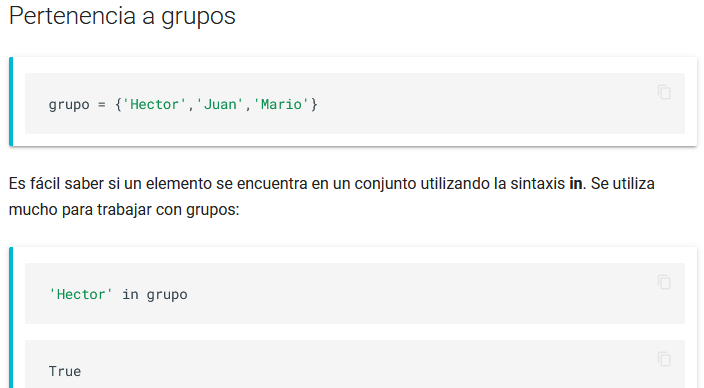 Pertenencia a grupos
grupo = {'Hector','Juan','Mario'}
Es fácil saber si un elemento se encuentra en un conjunto utilizando la sintaxis in. Se utiliza
mucho para trabajar con grupos:
'Hector' in grupo
True